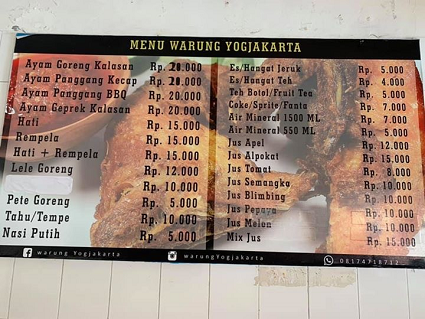 MENU WARUNG YOGJAKARTA
Ayam Goreng Kalasan Rp. 20.000
Ayam Panggang Kecap Rp. 20.000
Ayam Panggang BBQ Rp. 20.000
Ayam Geprek Kalasan Rp. 20.000
Hati Rp. 15.000
Rempela Rp. 15.000
Hati + Rempela Rp. 15.000
Lele Goreng Rp. 12.000
Rp. 10.000
Pete Goreng Rp. 5.000
Tahu/Tempe Rp. 10.000
Nasi Putih Rp. 5.000
Es/Hangat Jeruk Rp. 5.000
Es/Hangat Teh Rp. 4.000
Teh Botol/Fruit Tea Rp. 5.000
Coke/Sprite/Fanta Rp. 7.000
Air Mineral 1500 ML Rp. 7.000
Air Mineral 550 ML Rp. 5.000
Jus Apel Rp. 12.000
Jus Alpokat Rp. 15.000
Jus Tomat Rp. 8.000
Jus Semangko Rp. 10.000
Jus Blimbing Rp. 10.000
Jus Pepaya Rp. 10.000
Jus Melon Rp. 10.000
Mix Jus Rp. 15.000
warung Yogjakarta
warungYogjakarta
08174718712